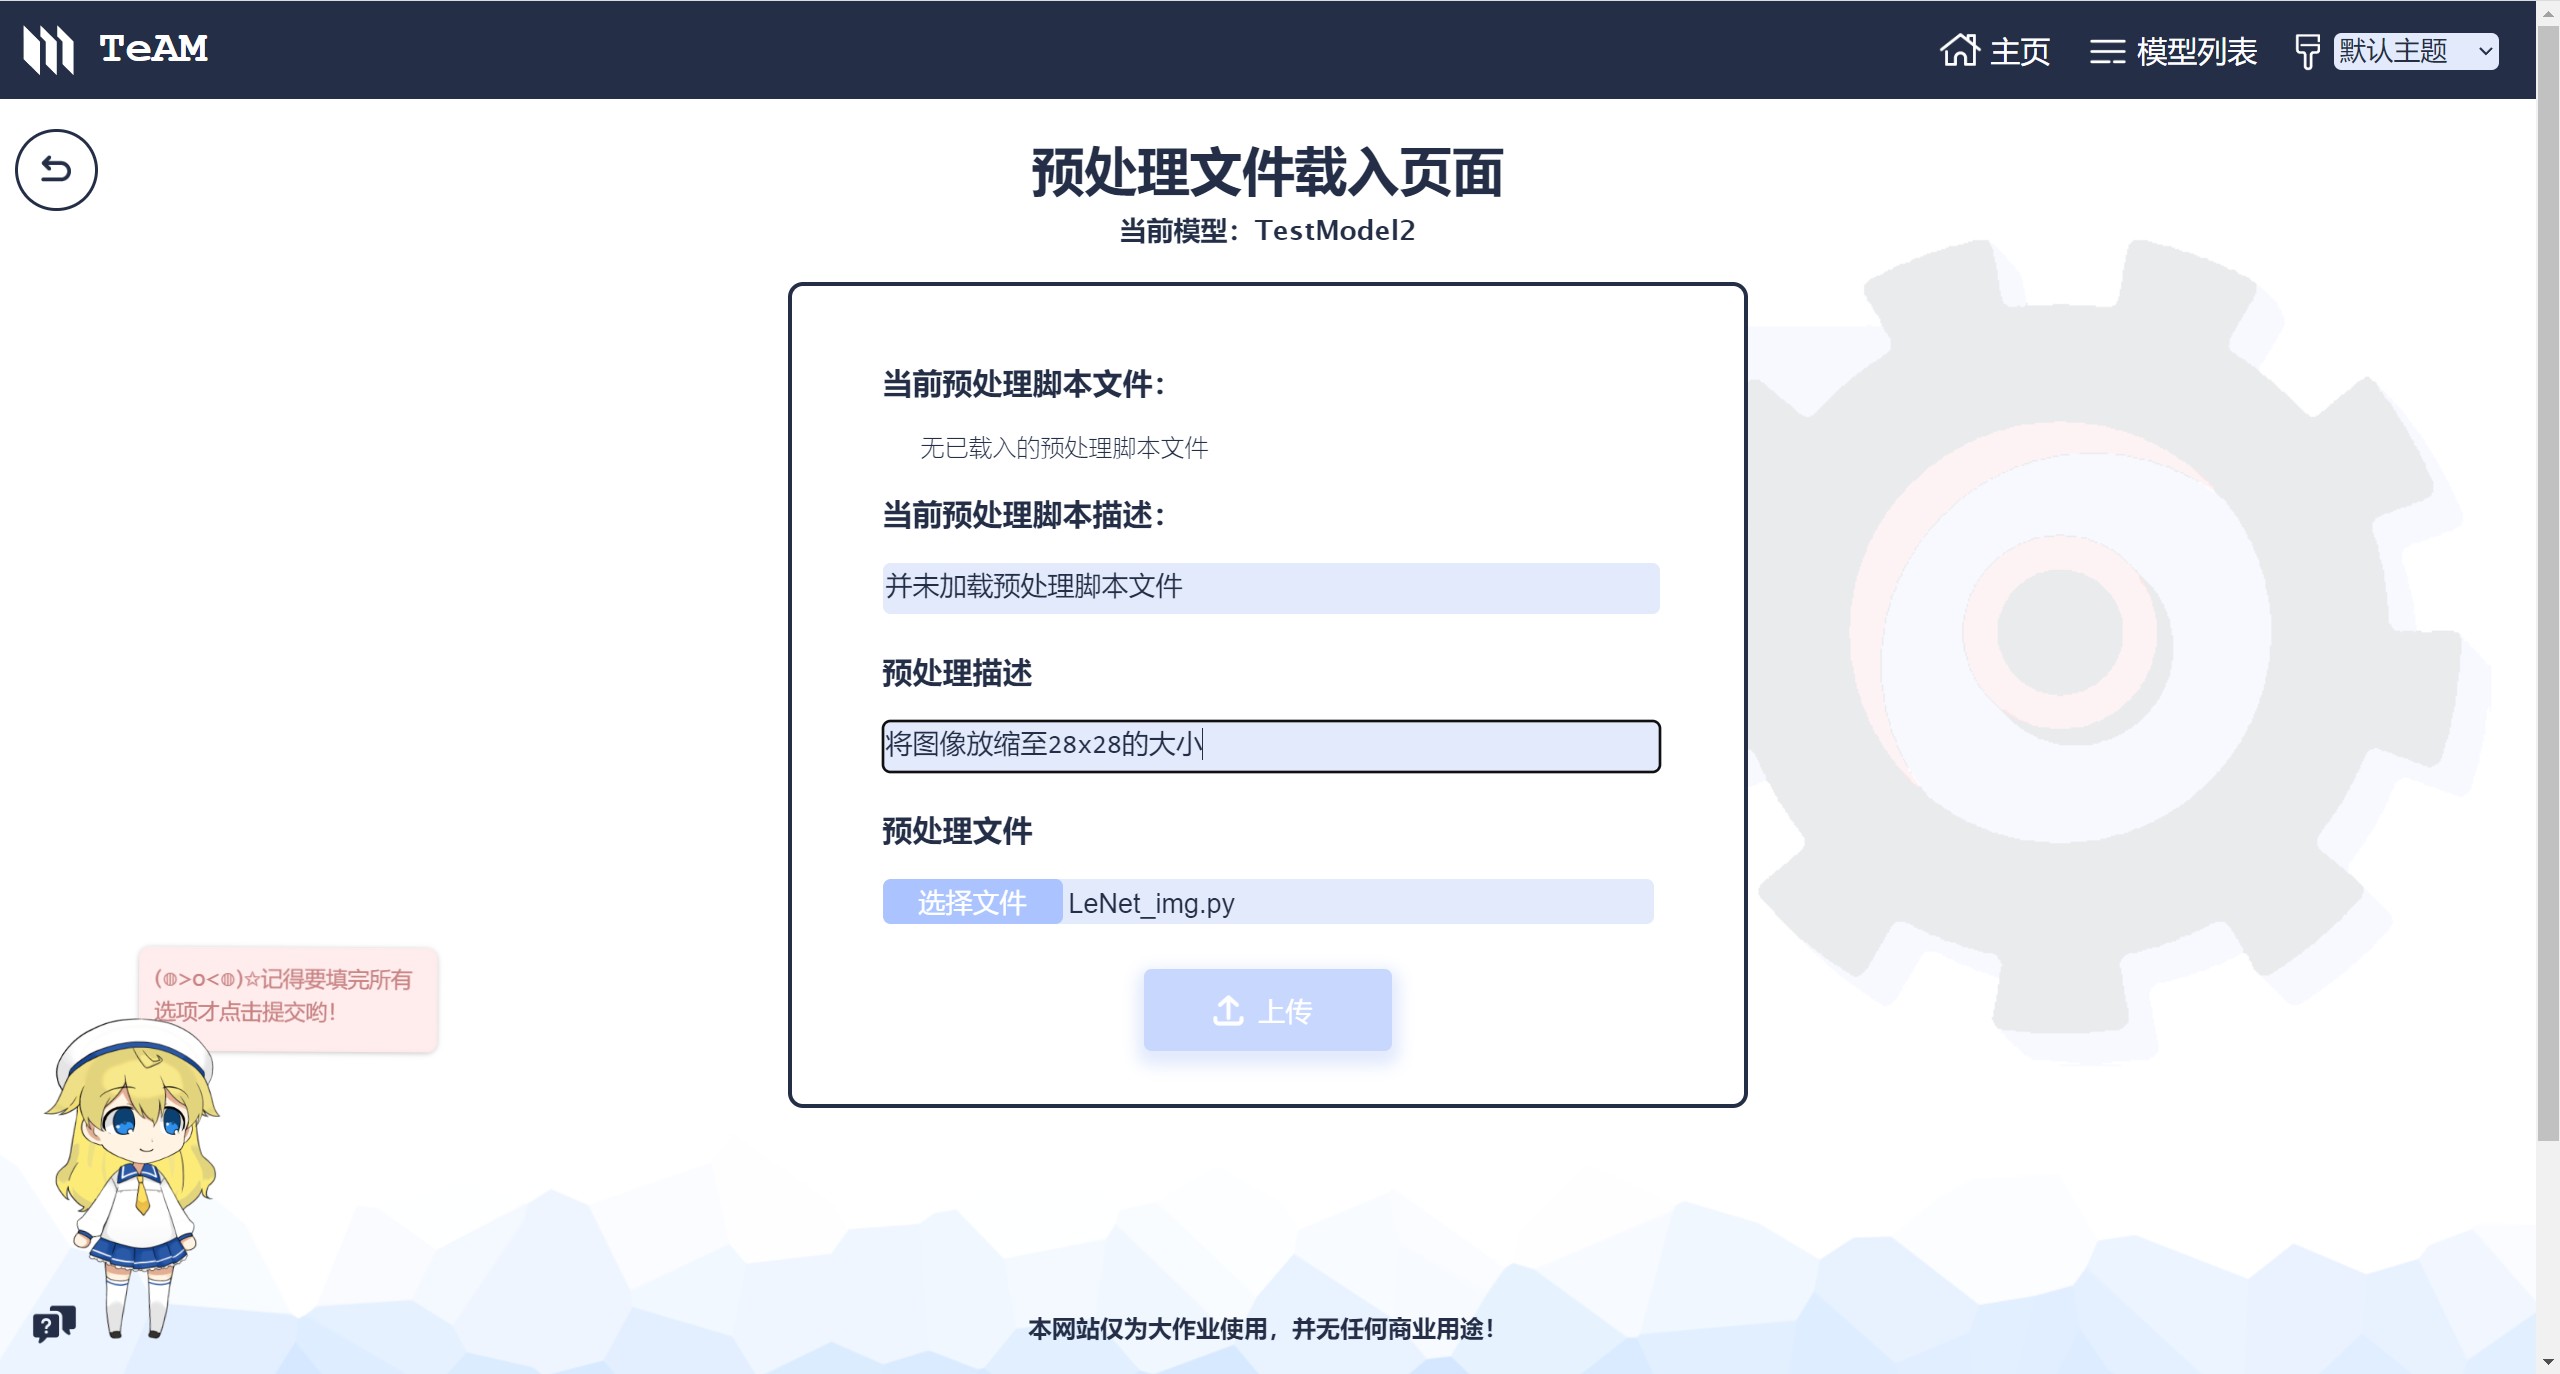 TeAM
主页
模型列表
默认主题
预处理文件载入页面
当前模型：TestModel2
当前预处理脚本文件：
无已载入的预处理脚本文件
当前预处理脚本描述：
并未加载预处理脚本文件
预处理描述
将图像放缩至28x28的大小
预处理文件
选择文件 LeNet_img.py
上传
(◍>o<◍)☆记得要填完所有
选项才点击提交哟！
?
本网站仅为大作业使用，并无任何商业用途！